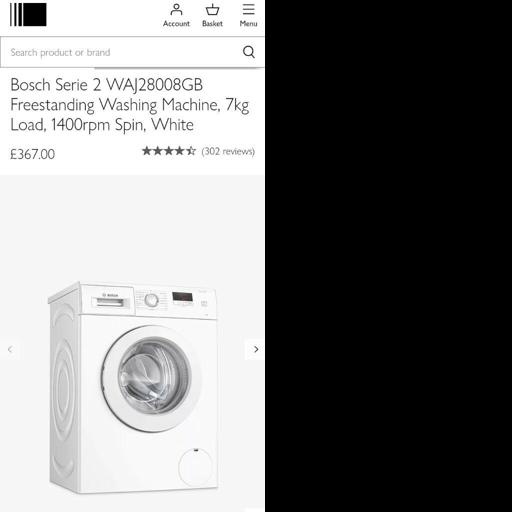 Account Basket Menu
Search product or brand
Bosch Serie 2 WAJ28008GB
Freestanding Washing Machine, 7kg
Load, 1400rpm Spin, White
£367.00 (302 reviews)
BOSCH